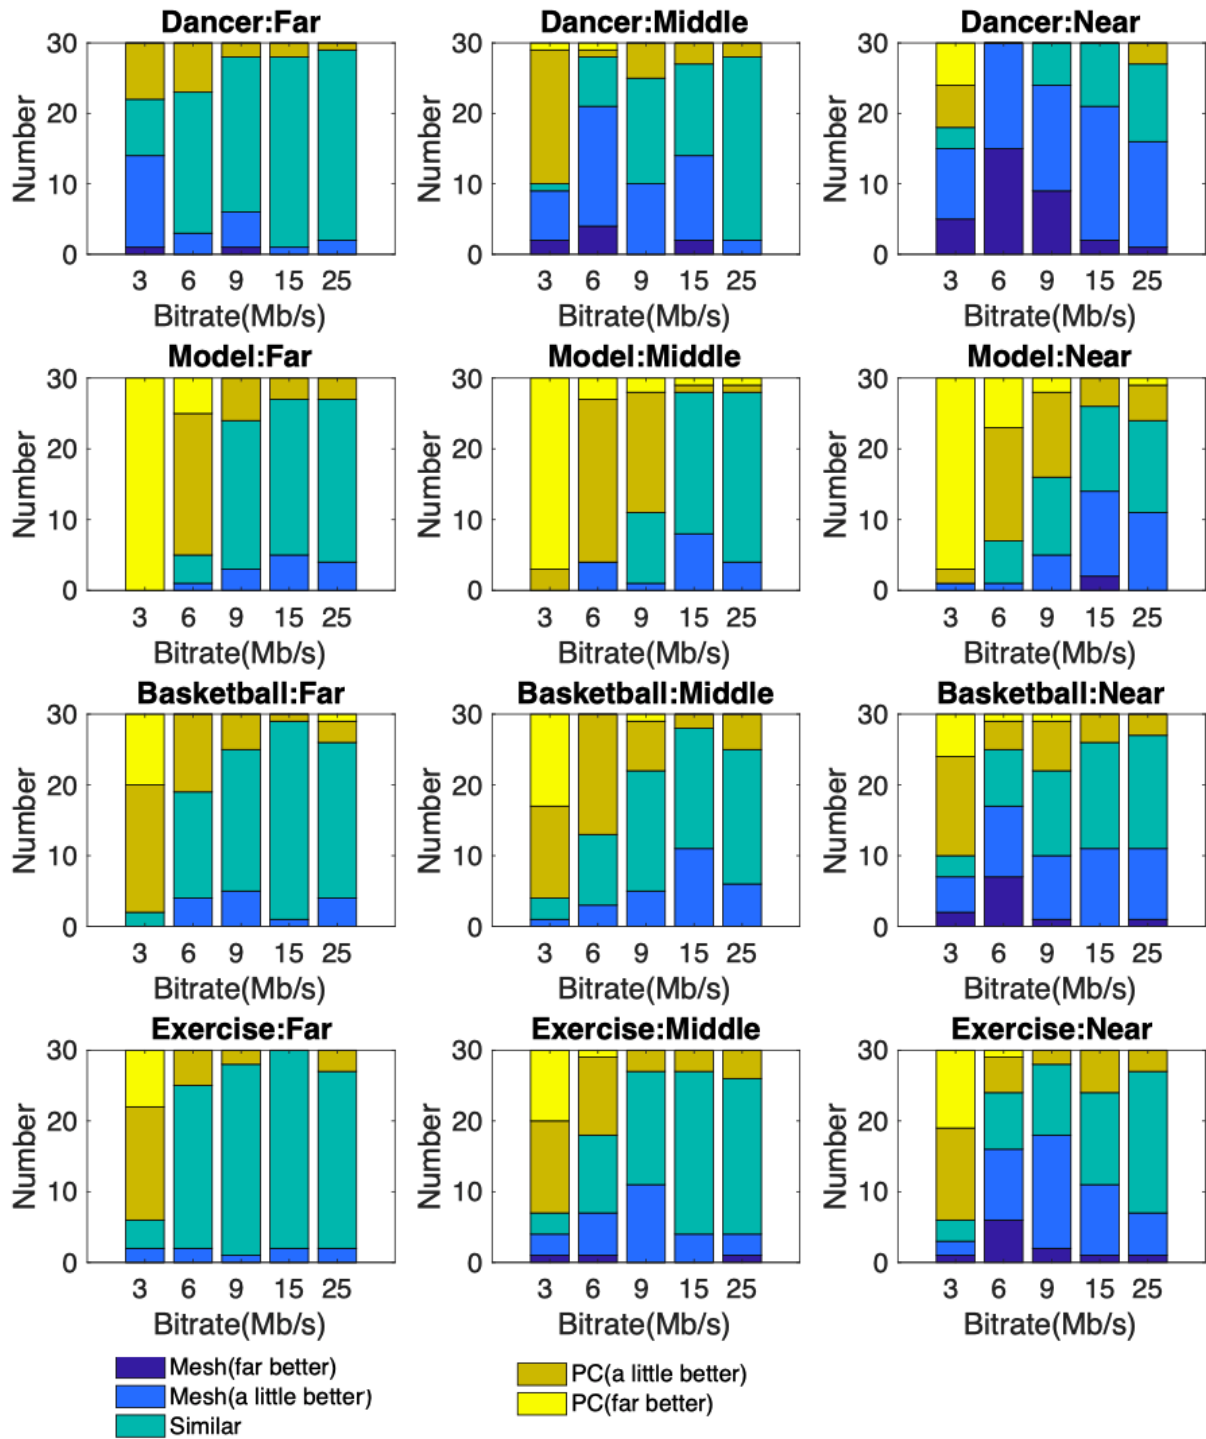 Dancer:Far Dancer:Middle Dancer:Near
30 30 30
20 20 20
10 10 10
0 0 0
Number Number Number
3 6 9 15 25 3 6 9 15 25 3 6 9 15 25
Bitrate(Mb/s) Bitrate(Mb/s) Bitrate(Mb/s)
Model:Far Model:Middle Model:Near
30 30 30
20 20 20
10 10 10
0 0 0
Number Number Number
3 6 9 15 25 3 6 9 15 25 3 6 9 15 25
Bitrate(Mb/s) Bitrate(Mb/s) Bitrate(Mb/s)
Basketball:Far Basketball:Middle Basketball:Near
30 30 30
20 20 20
10 10 10
0 0 0
Number Number Number
3 6 9 15 25 3 6 9 15 25 3 6 9 15 25
Bitrate(Mb/s) Bitrate(Mb/s) Bitrate(Mb/s)
Exercise:Far Exercise:Middle Exercise:Near
30 30 30
20 20 20
10 10 10
0 0 0
Number Number Number
3 6 9 15 25 3 6 9 15 25 3 6 9 15 25
Bitrate(Mb/s) Bitrate(Mb/s) Bitrate(Mb/s)
Mesh(far better)
Mesh(a little better)
Similar
PC(a little better)
PC(far better)